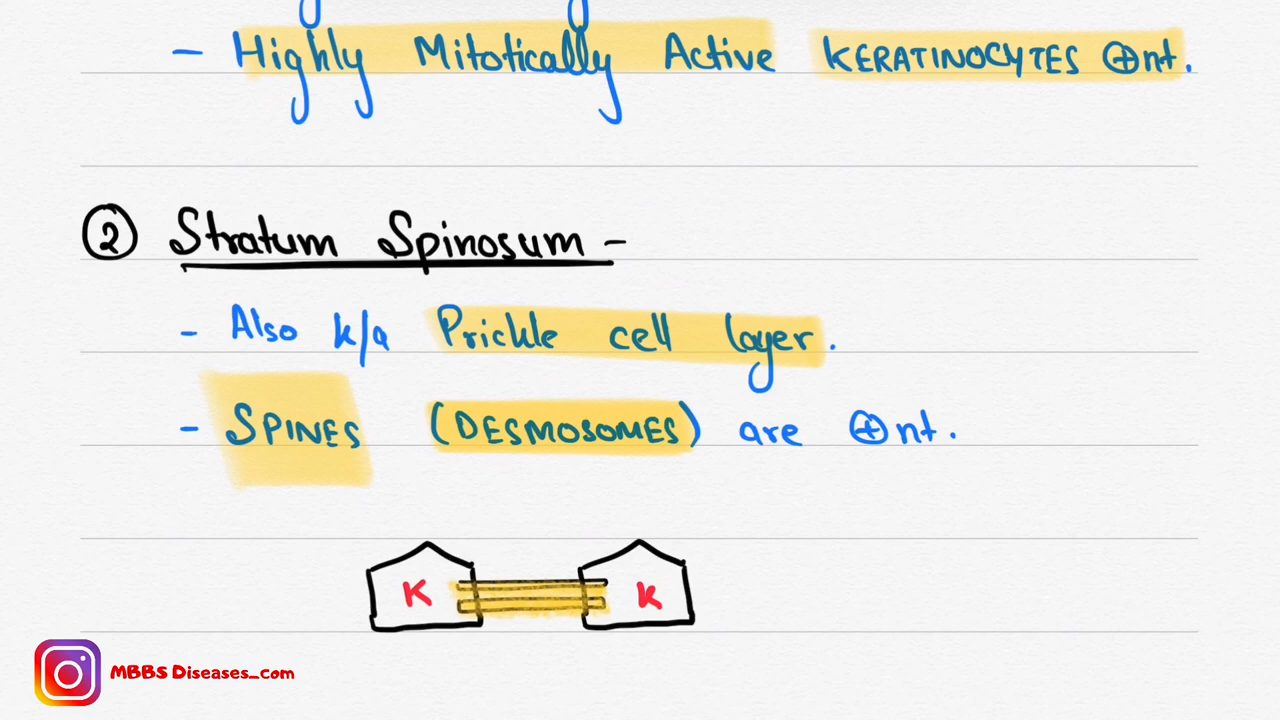 - Highly Mitotically Active KERATINOCYTES ⊕nt.
② Stratum Spinosum -
- Also k/a Prickle cell layer.
- SPINES (DESMOSOMES) are ⊕nt.
K K
MBBS Diseases_com